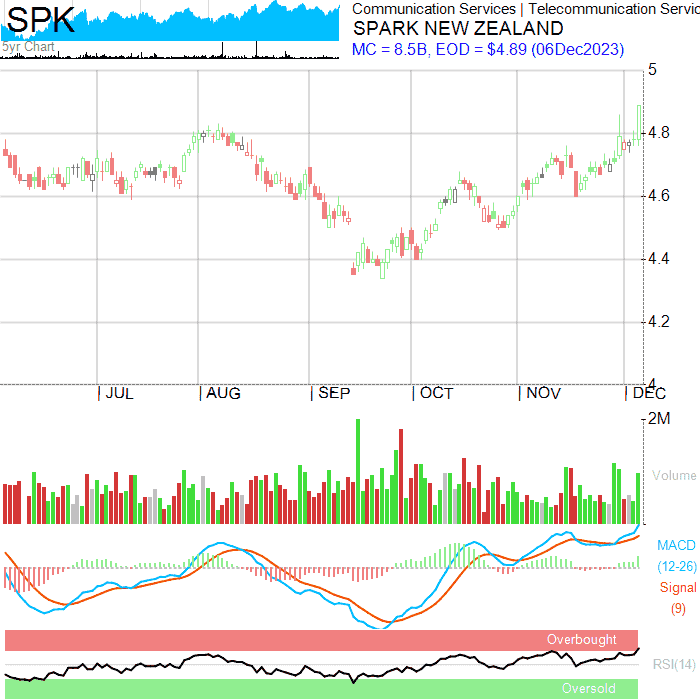 SPK
5yr Chart
Communication Services | Telecommunication Servic
SPARK NEW ZEALAND
MC = 8.5B, EOD = $4.89 (06Dec2023)
5
4.8
4.6
4.4
4.2
4
| JUL | AUG | SEP | OCT | NOV | DEC
2M
Volume
MACD
(12-26)
Signal
(9)
Overbought
RSI(14)
Oversold